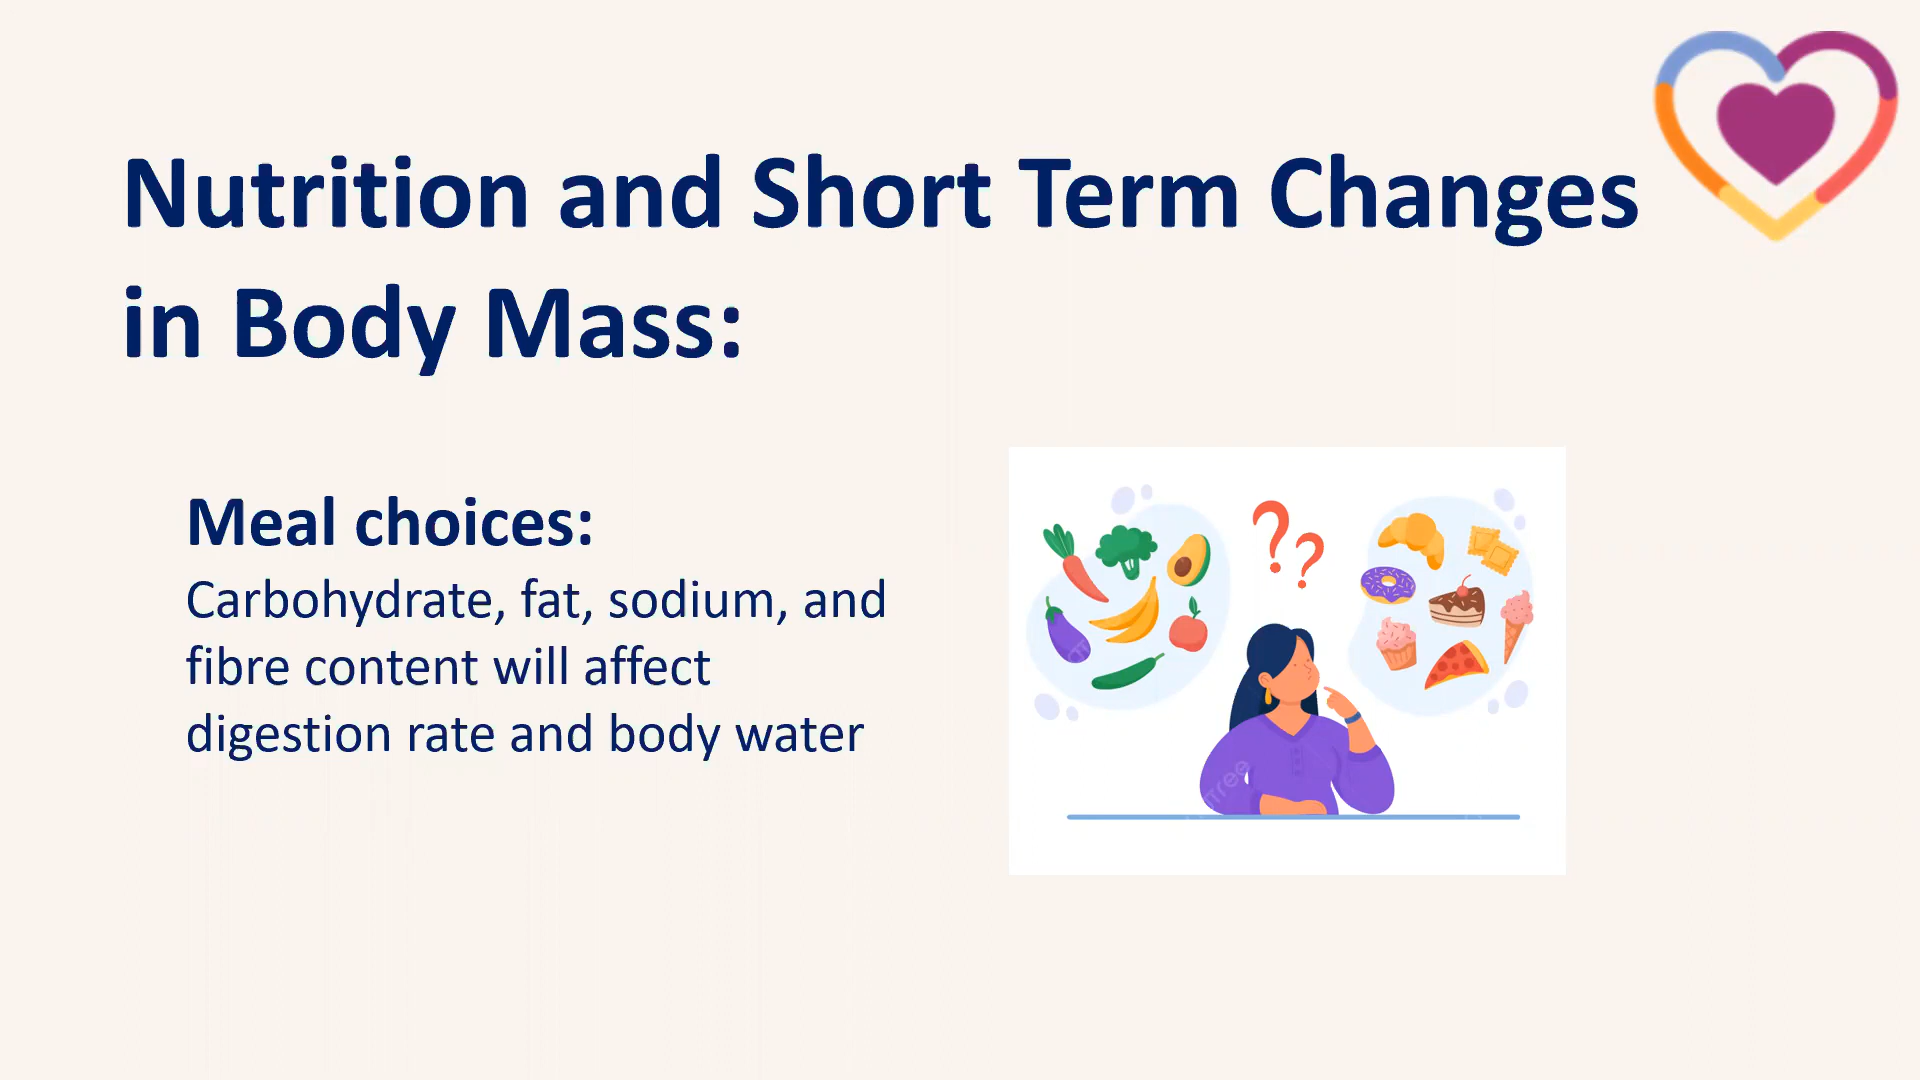 Nutrition and Short Term Changes
in Body Mass:
Meal choices:
Carbohydrate, fat, sodium, and
fibre content will affect
digestion rate and body water
??